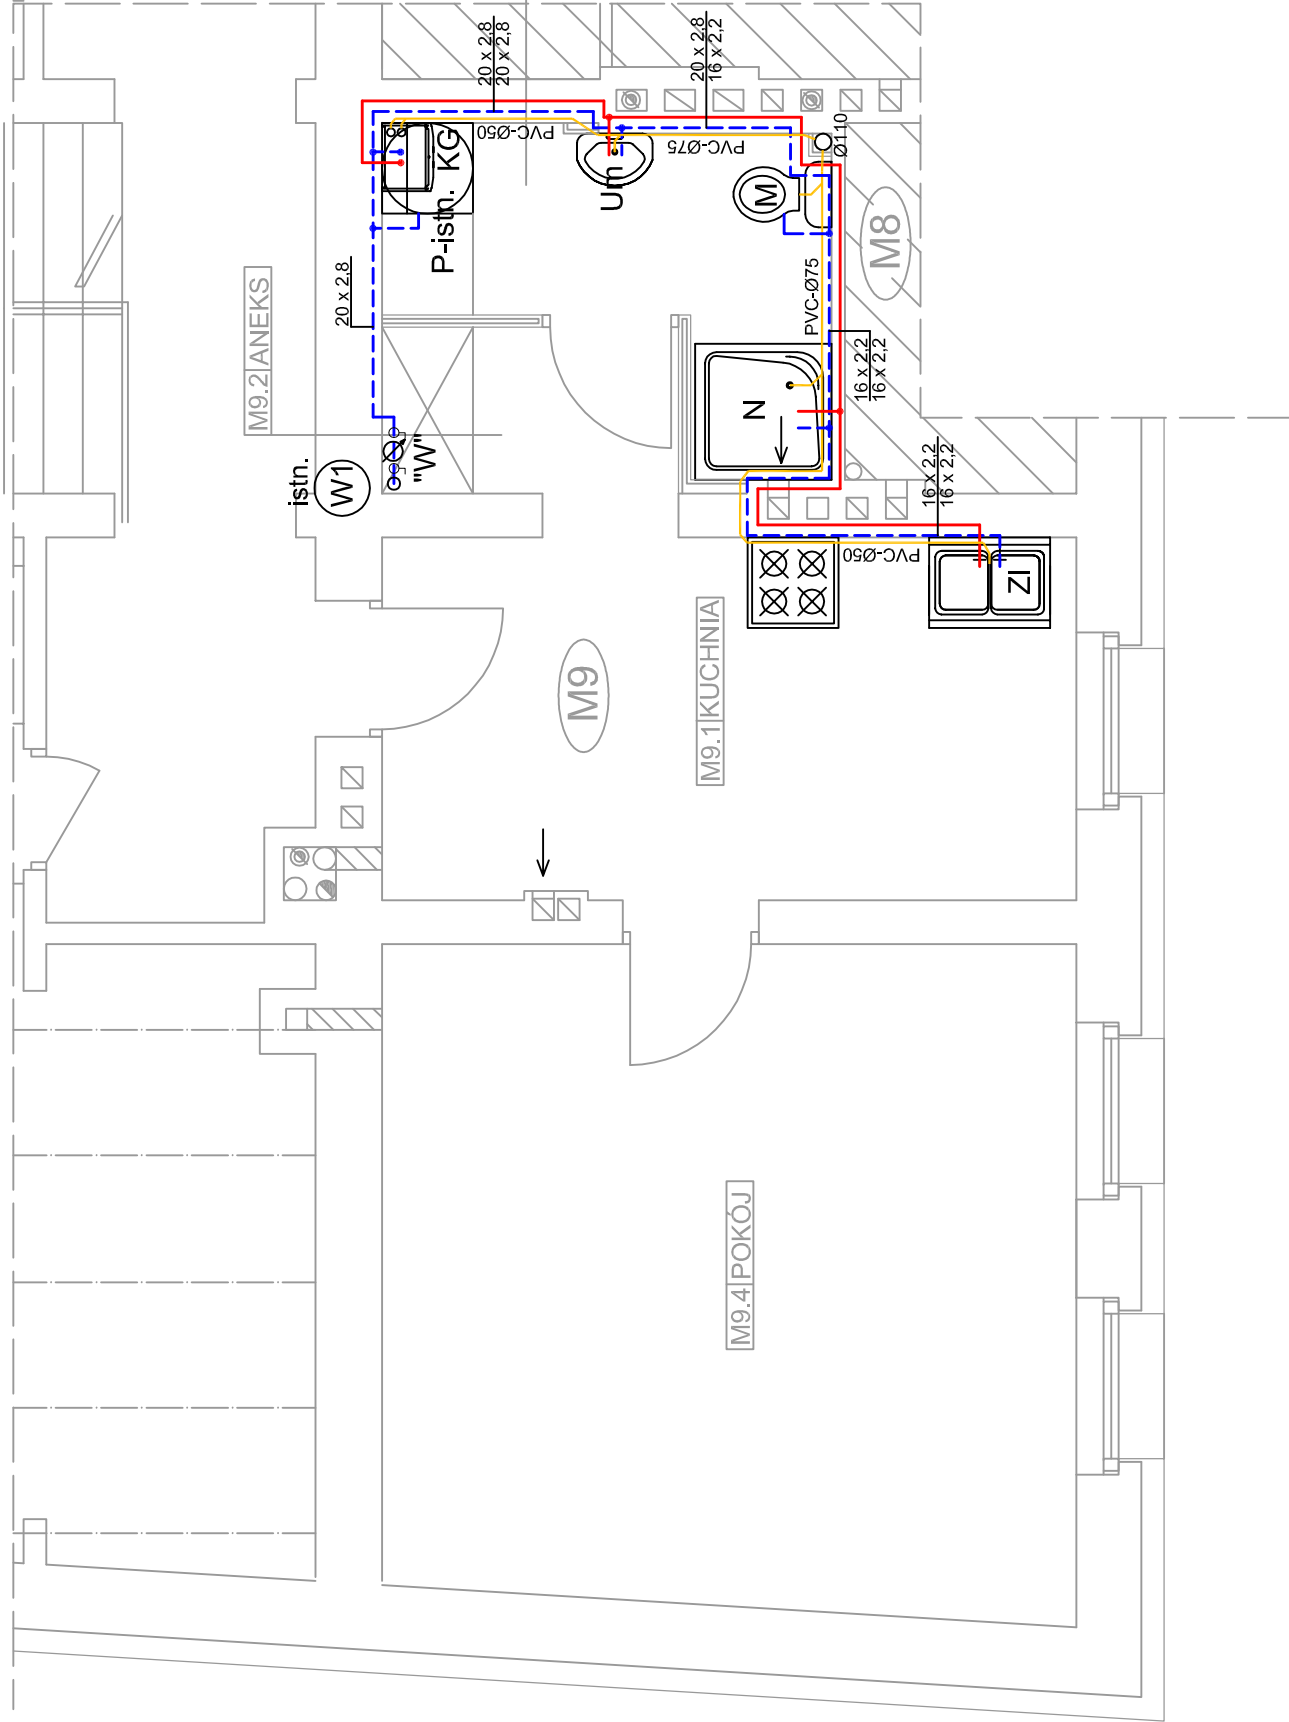 20 x 2,8
20 x 2,8
20 x 2,8
16 x 2,2
PVC-Ø50
PVC-Ø75
Ø110
KG
P-istn.
Um
M
M8
20 x 2,8
M9.2 ANEKS
PVC-Ø75
16 x 2,2
16 x 2,2
N
istn.
W1
"W"
16 x 2,2
16 x 2,2
PVC-Ø50
ZI
M9
M9.1 KUCHNIA
M9.4 POKÓJ